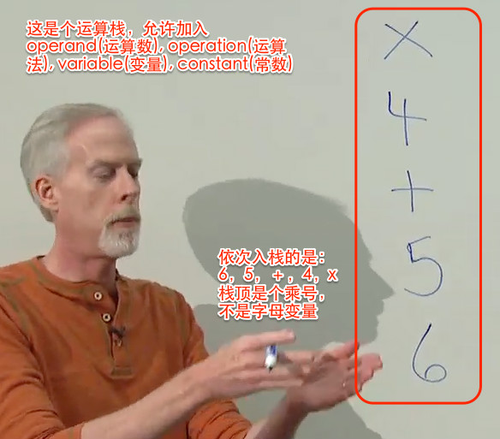 这是个运算栈，允许加入
operand(运算数), operation(运算
法), variable(变量), constant(常数)
×
4
+
5
6
依次入栈的是：
6，5，+，4，x
栈顶是个乘号，
不是字母变量